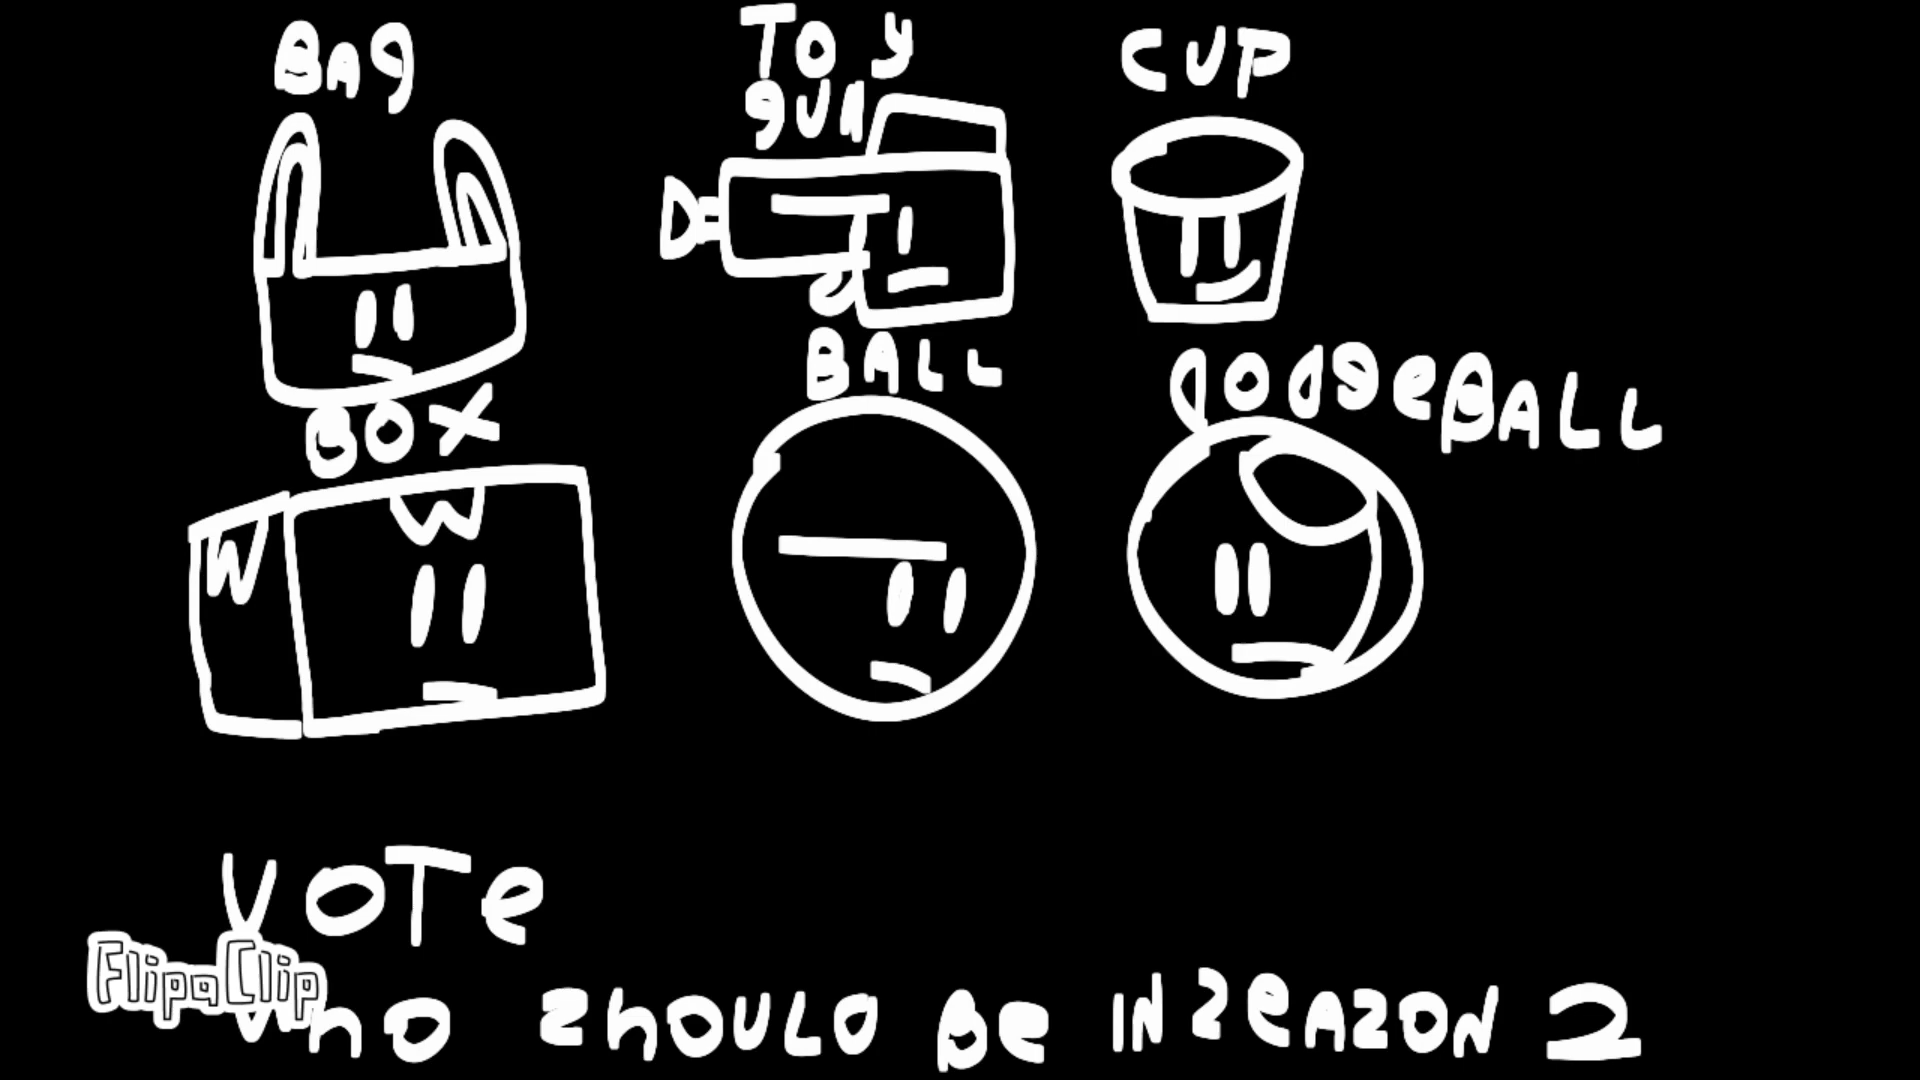 BAg
TOy
gUN
CUP
BALL
dOdgeBALL
BOX
W
W
VOTe
FlipaClip
who zhOULd Be IN zeAzON 2